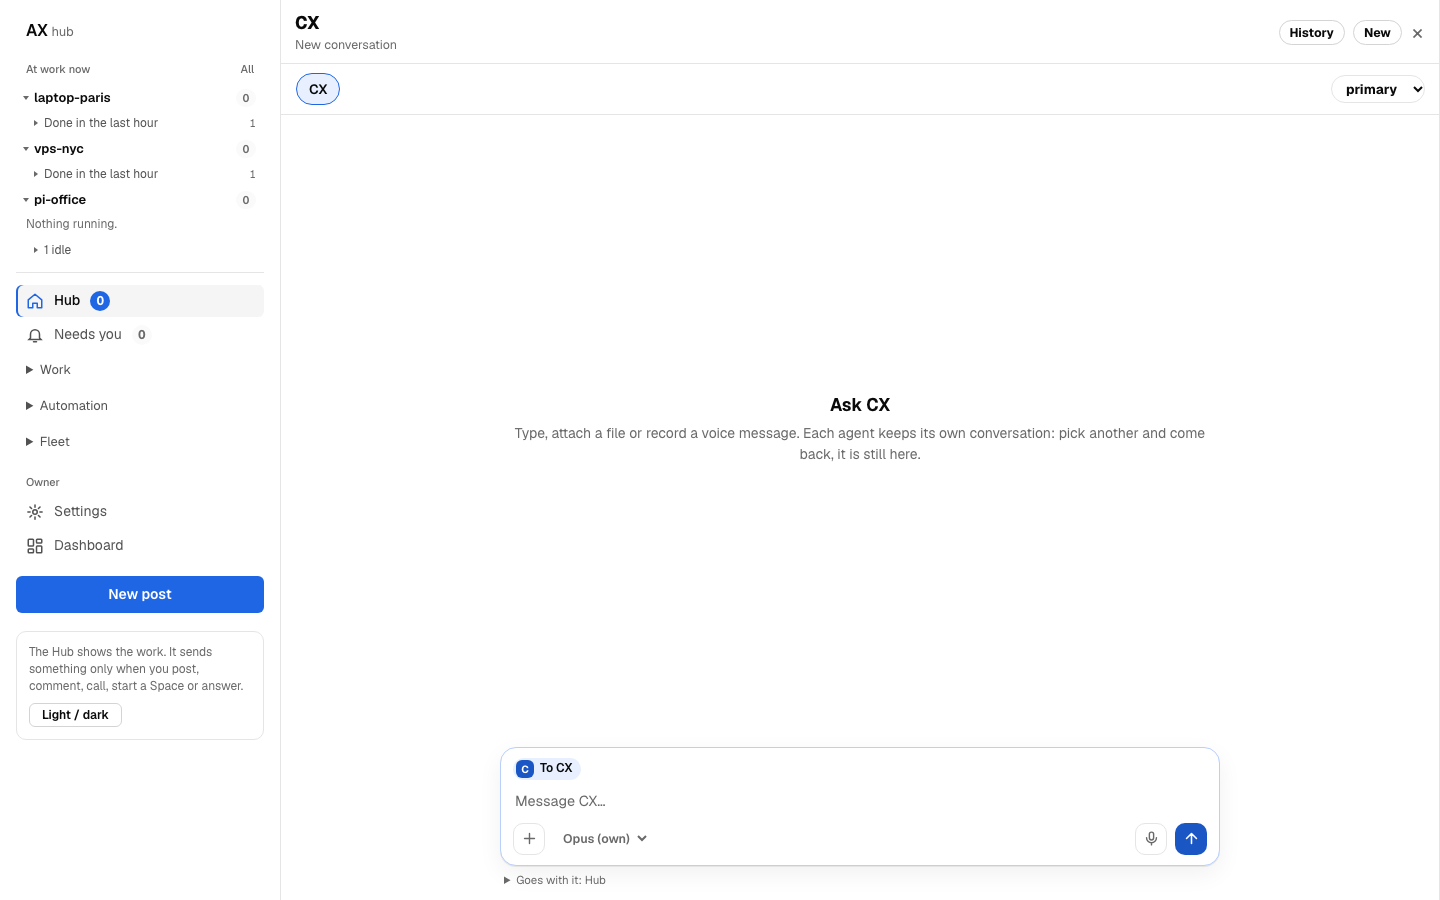 AX hub
At work now All
laptop-paris 0
Done in the last hour 1
vps-nyc 0
Done in the last hour 1
pi-office 0
Nothing running.
1 idle
Hub 0
Needs you 0
Work
Automation
Fleet
Owner
Settings
Dashboard
New post
The Hub shows the work. It sends
something only when you post,
comment, call, start a Space or answer.
Light / dark
CX
New conversation
History New ×
CX primary
Ask CX
Type, attach a file or record a voice message. Each agent keeps its own conversation: pick another and come
back, it is still here.
C To CX
Message CX...
Opus (own)
Goes with it: Hub